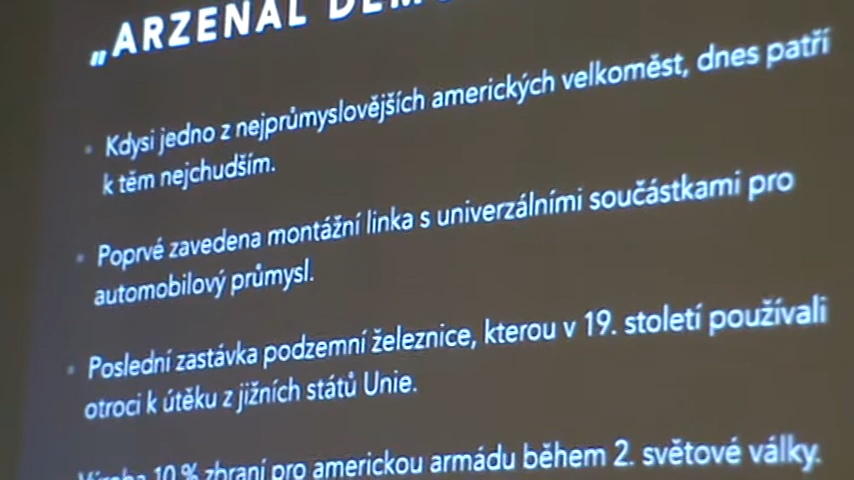 „ARZENÁL
• Kdysi jedno z nejprůmyslovějších amerických velkoměst, dnes patří
k těm nejchudším.
• Poprvé zavedena montážní linka s univerzálními součástkami pro
automobilový průmysl.
• Poslední zastávka podzemní železnice, kterou v 19. století používali
otroci k útěku z jižních států Unie.
Výroba 10 % zbraní pro americkou armádu během 2. světové války.